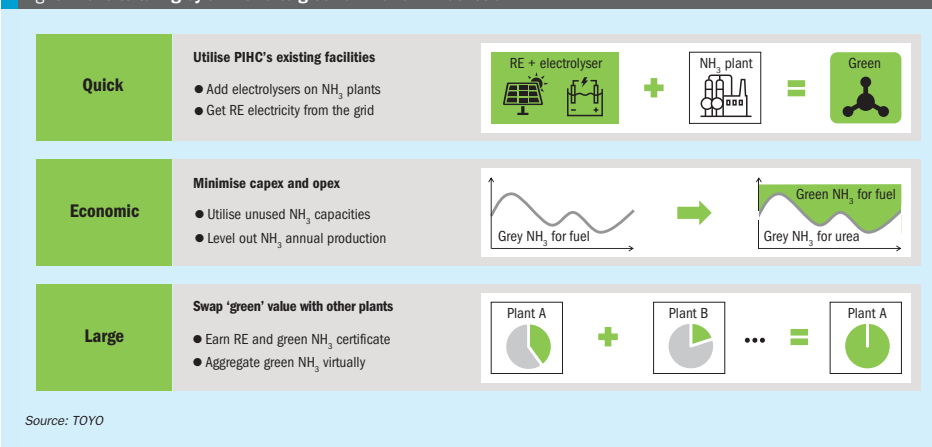 Quick
Utilise PIHC's existing facilities
● Add electrolysers on NH₃ plants
● Get RE electricity from the grid
RE + electrolyser
+
NH₃ plant
=
Green
Economic
Minimise capex and opex
● Utilise unused NH₃ capacities
● Level out NH₃ annual production
Grey NH₃ for fuel
Green NH₃ for fuel
Grey NH₃ for urea
Large
Swap 'green' value with other plants
● Earn RE and green NH₃ certificate
● Aggregate green NH₃ virtually
Plant A
+
Plant B
...
=
Plant A
Source: TOYO